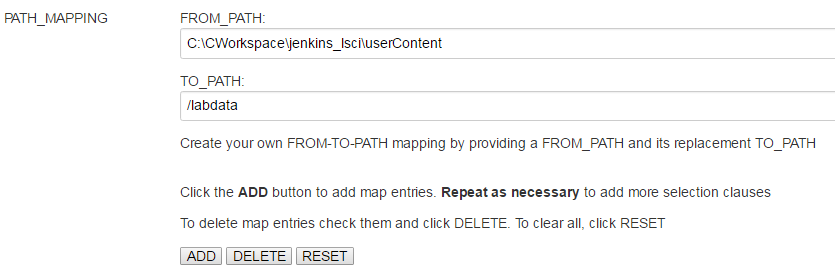 PATH_MAPPING
FROM_PATH:
C:\CWorkspace\jenkins_lsci\userContent
TO_PATH:
/labdata
Create your own FROM-TO-PATH mapping by providing a FROM_PATH and its replacement TO_PATH
Click the ADD button to add map entries. Repeat as necessary to add more selection clauses
To delete map entries check them and click DELETE. To clear all, click RESET
ADD DELETE RESET